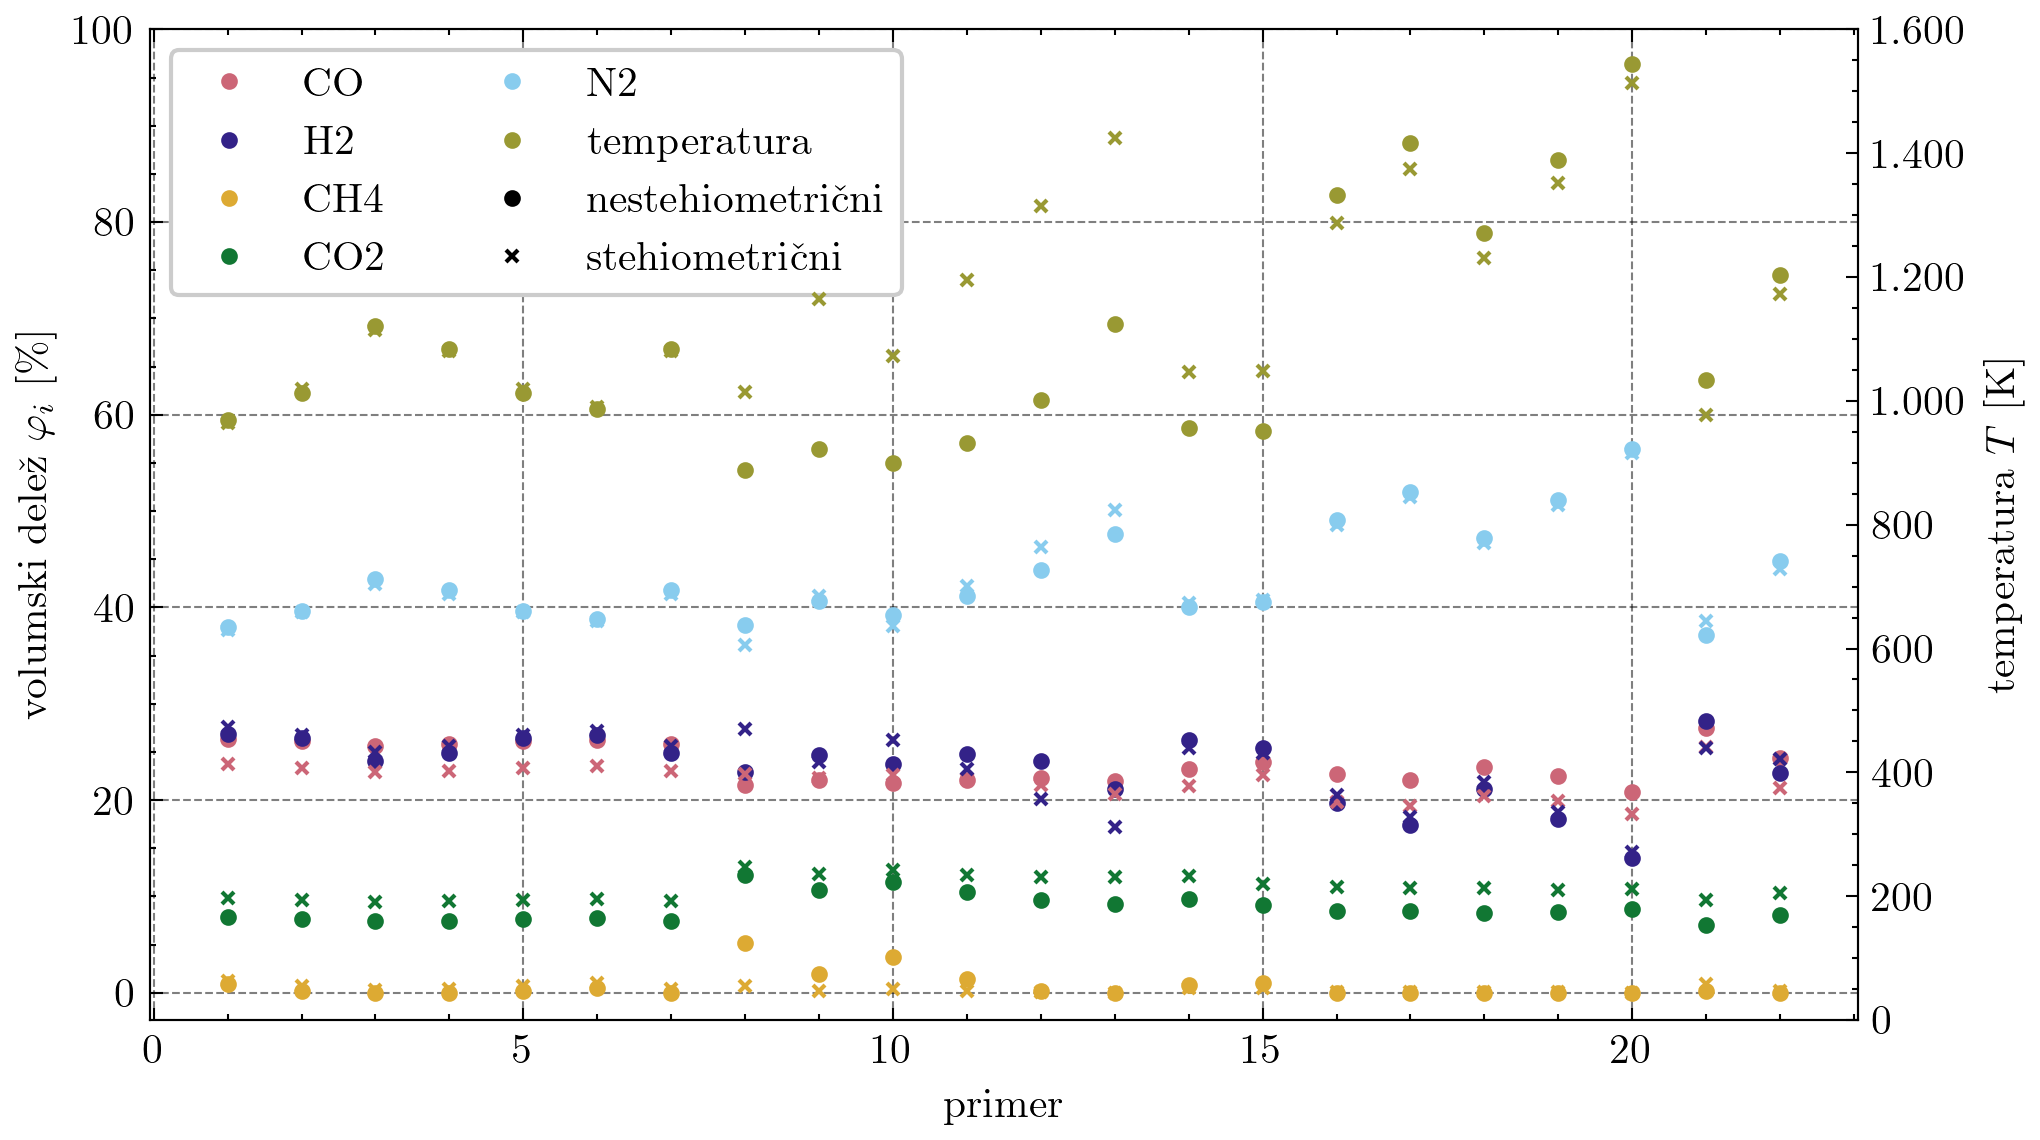 100
80
60
40
20
0
volumski delež φi [%]
CO
H2
CH4
CO2
N2
temperatura
nestehiometrični
stehiometrični
1.600
1.400
1.200
1.000
800
600
400
200
0
temperatura T [K]
0 5 10 15 20
primer